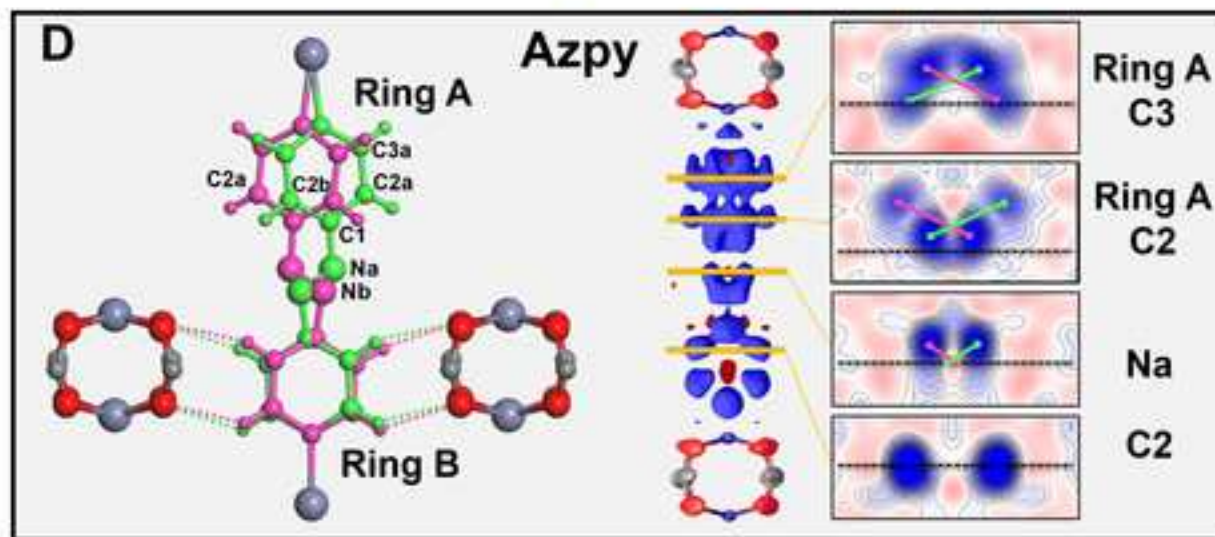 D
Azpy
Ring A
C3a
C2a
C2b
C2a
C1
Na
Nb
Ring B
Ring A
C3
Ring A
C2
Na
C2